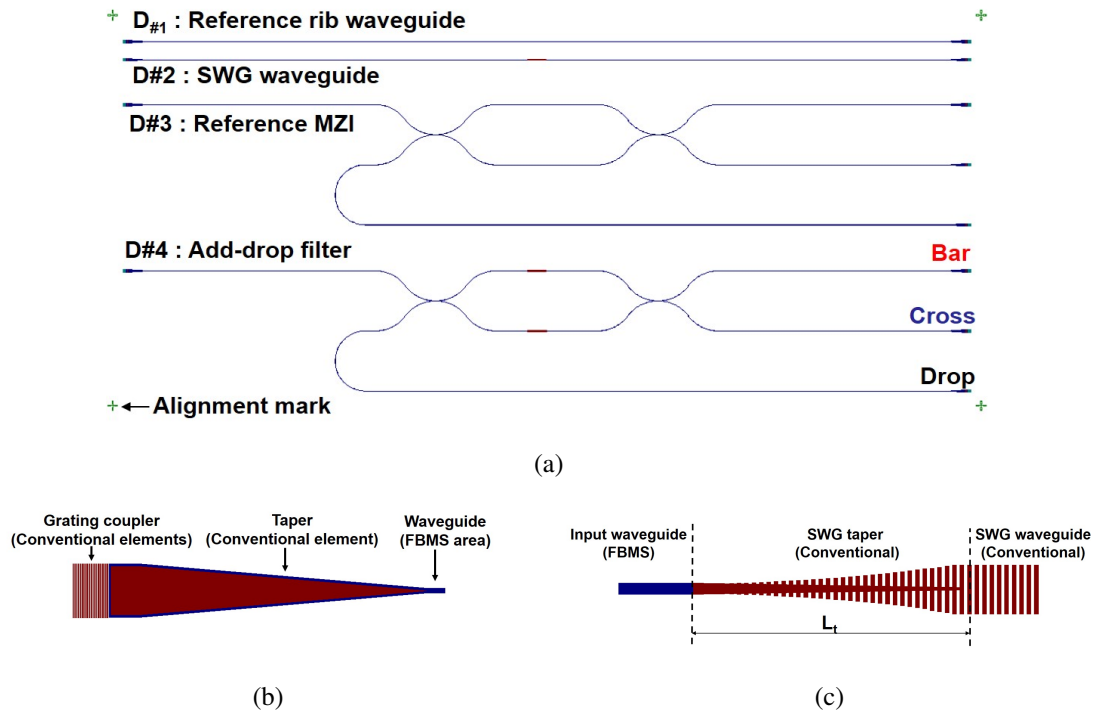 D#1 : Reference rib waveguide
D#2 : SWG waveguide
D#3 : Reference MZI
D#4 : Add-drop filter
Bar
Cross
Drop
Alignment mark
(a)
Grating coupler
(Conventional elements)
Taper
(Conventional element)
Waveguide
(FBMS area)
(b)
Input waveguide
(FBMS)
SWG taper
(Conventional)
SWG waveguide
(Conventional)
Lt
(c)